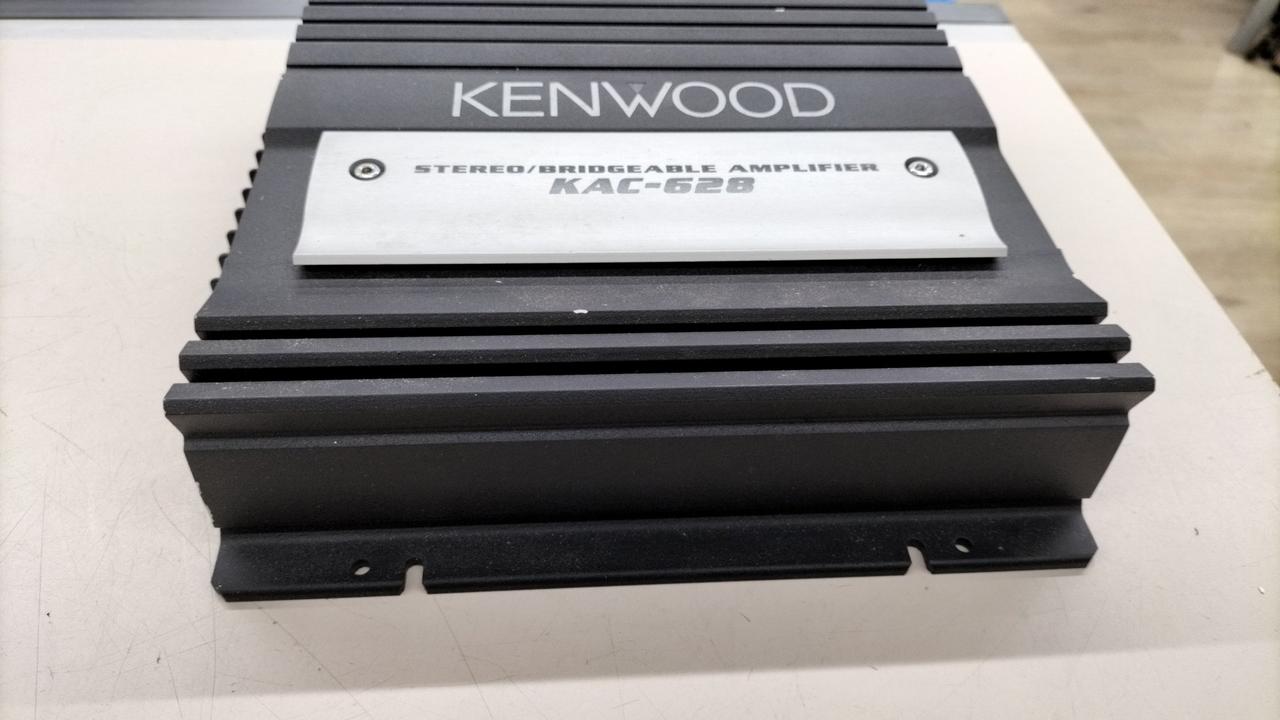 KENWOOD
STEREO/BRIDGEABLE AMPLIFIER
KAC-628